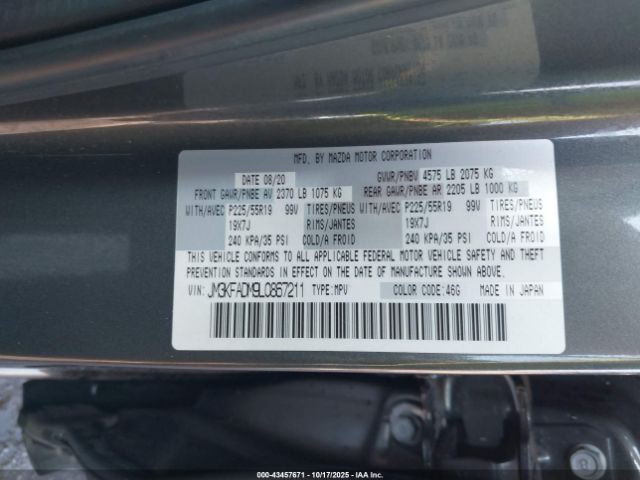 MFD. BY MAZDA MOTOR CORPORATION
DATE 08/20 GVWR/PNBV 4575 LB 2075 KG
FRONT GAWR/PNBE AV 2370 LB 1075 KG REAR GAWR/PNBE AR 2205 LB 1000 KG
WITH/AVEC P225/55R19 99V TIRES/PNEUS WITH/AVEC P225/55R19 99V TIRES/PNEUS
19X7J RIMS/JANTES 19X7J RIMS/JANTES
240 KPA/35 PSI COLD/A FROID 240 KPA/35 PSI COLD/A FROID
THIS VEHICLE CONFORMS TO ALL APPLICABLE FEDERAL MOTOR VEHICLE SAFETY AND THEFT
PREVENTION STANDARDS IN EFFECT ON THE DATE OF MANUFACTURE SHOWN ABOVE.
VIN: JM3KFADM9L0867211 TYPE: MPV COLOR CODE: 46G MADE IN JAPAN
000-43457671 - 10/17/2025 - IAAI, Inc.